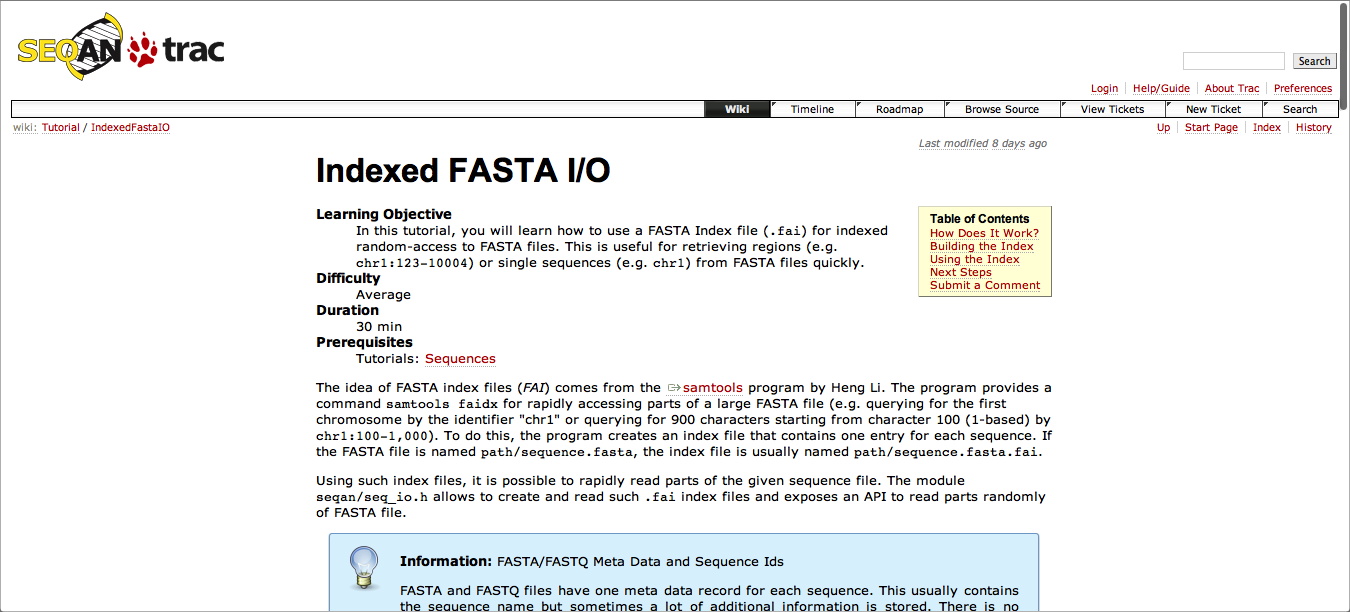 SEQAN trac
Search
Login Help/Guide About Trac Preferences
Wiki Timeline Roadmap Browse Source View Tickets New Ticket Search
wiki: Tutorial / IndexedFastaIO
Up Start Page Index History
Last modified 8 days ago
Indexed FASTA I/O
Learning Objective
In this tutorial, you will learn how to use a FASTA Index file (.fai) for indexed
random-access to FASTA files. This is useful for retrieving regions (e.g.
chr1:123-10004) or single sequences (e.g. chr1) from FASTA files quickly.
Difficulty
Average
Duration
30 min
Prerequisites
Tutorials: Sequences
Table of Contents
How Does It Work?
Building the Index
Using the Index
Next Steps
Submit a Comment
The idea of FASTA index files (FAI) comes from the samtools program by Heng Li. The program provides a
command samtools faidx for rapidly accessing parts of a large FASTA file (e.g. querying for the first
chromosome by the identifier "chr1" or querying for 900 characters starting from character 100 (1-based) by
chr1:100-1,000). To do this, the program creates an index file that contains one entry for each sequence. If
the FASTA file is named path/sequence.fasta, the index file is usually named path/sequence.fasta.fai.
Using such index files, it is possible to rapidly read parts of the given sequence file. The module
seqan/seq_io.h allows to create and read such .fai index files and exposes an API to read parts randomly
of FASTA file.
Information: FASTA/FASTQ Meta Data and Sequence Ids
FASTA and FASTQ files have one meta data record for each sequence. This usually contains
the sequence name but sometimes a lot of additional information is stored. There is no